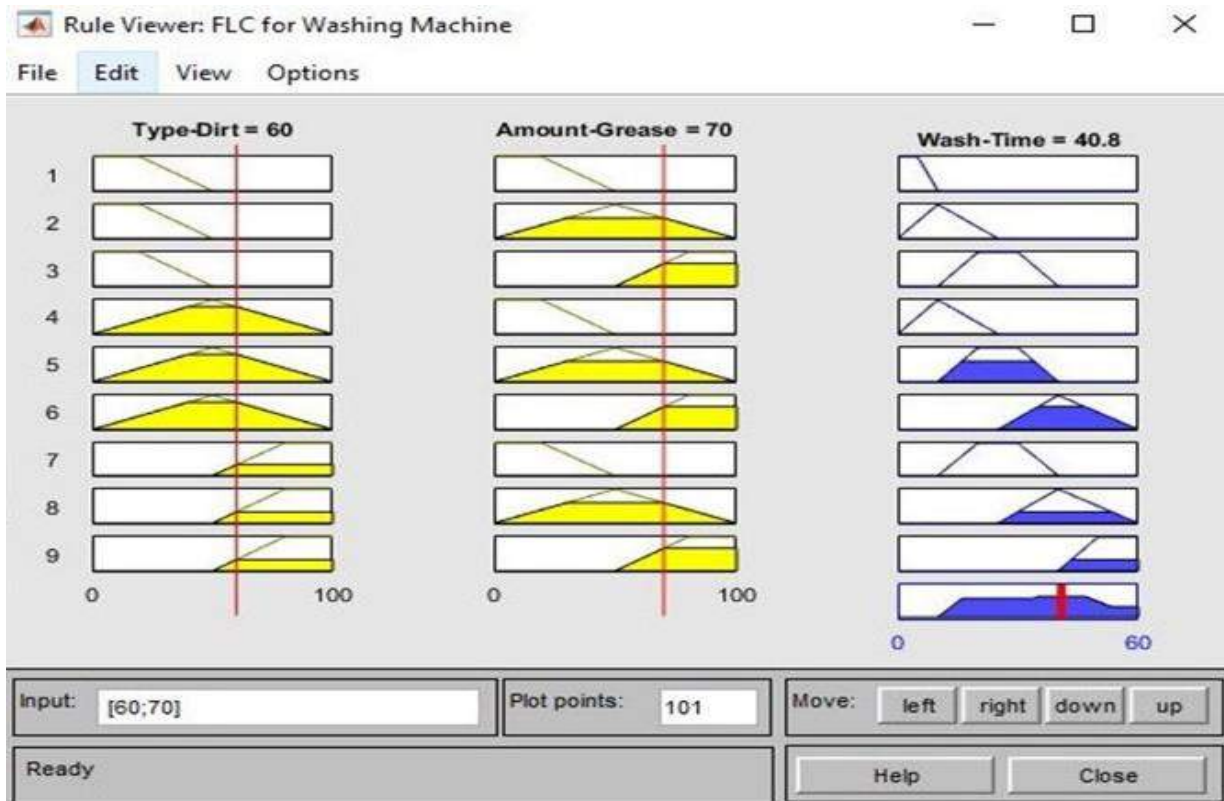 Rule Viewer: FLC for Washing Machine
File Edit View Options
Type-Dirt = 60 Amount-Grease = 70 Wash-Time = 40.8
1
2
3
4
5
6
7
8
9
0 100 0 100
0 60
Input: [60;70] Plot points: 101 Move: left right down up
Ready Help Close